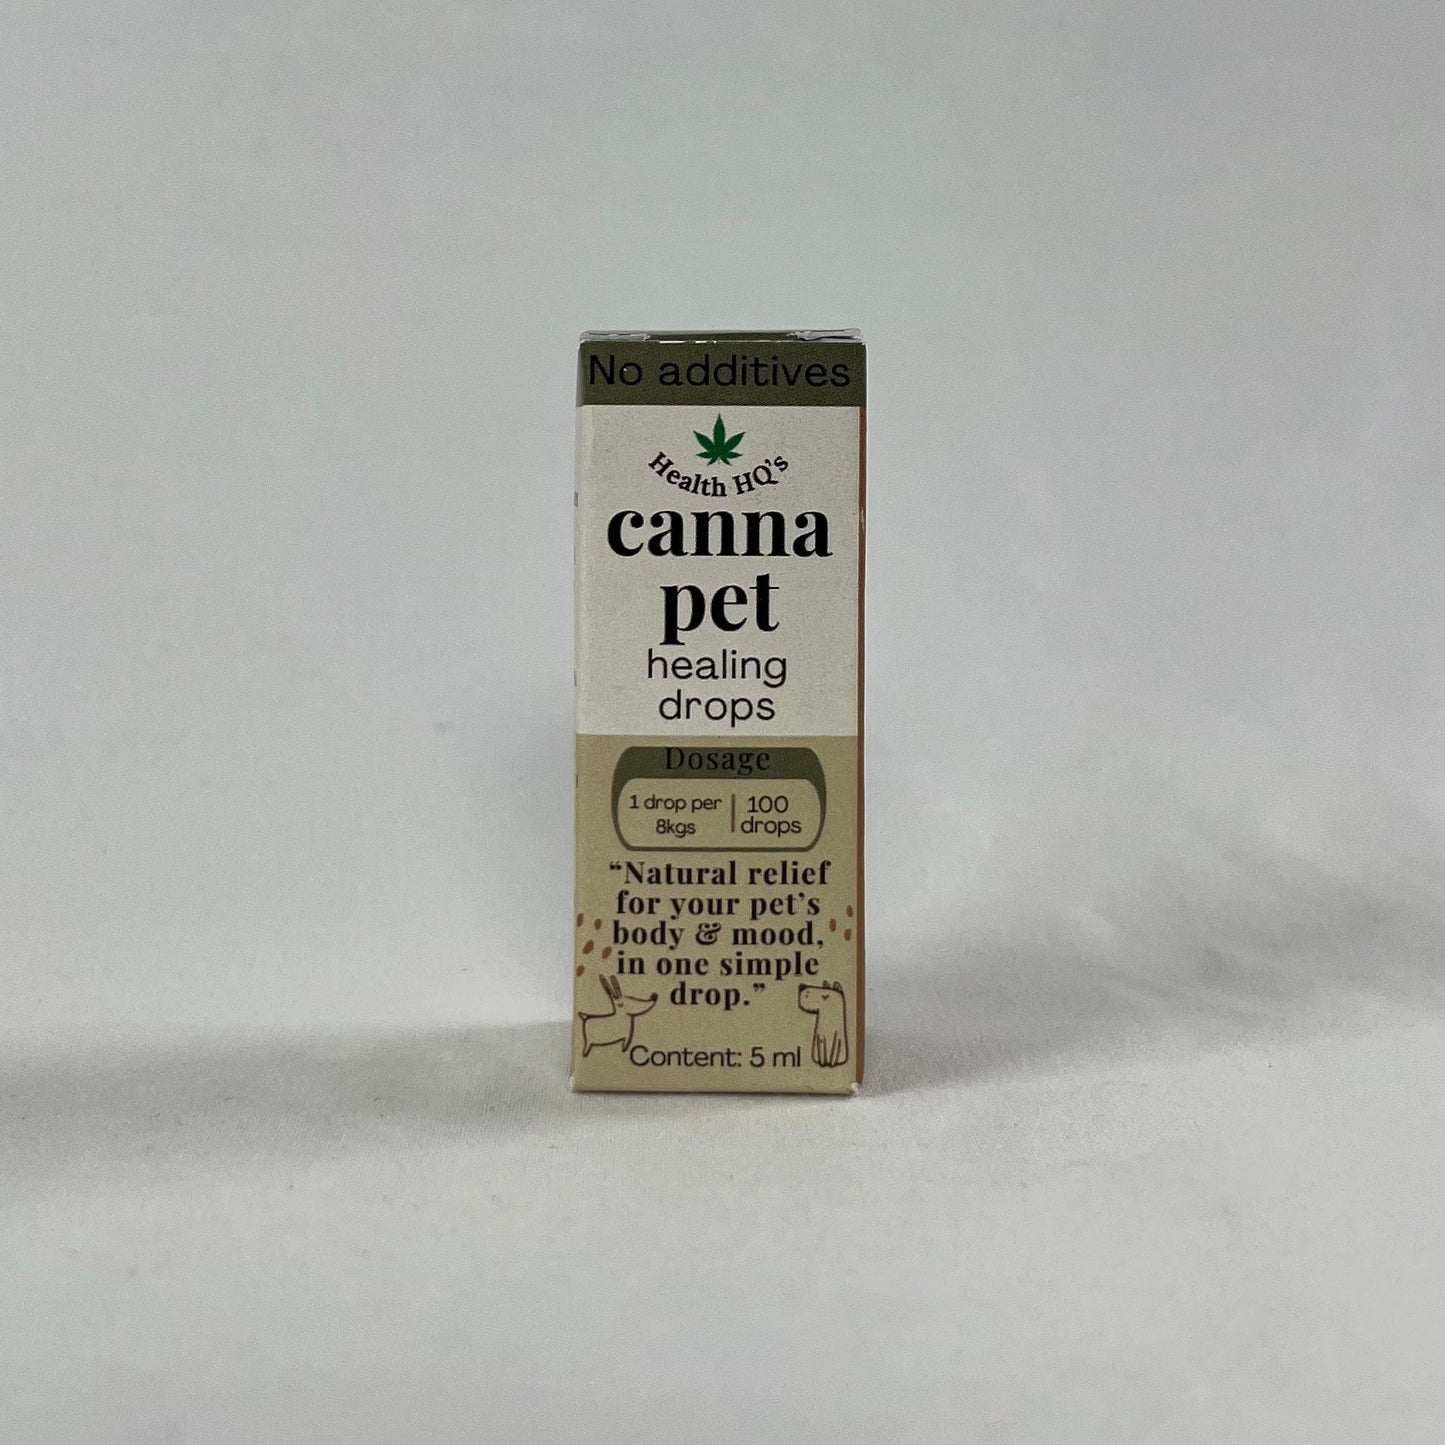 No additives
Health HQ's
canna
pet
healing
drops
Dosage
1 drop per
8kgs
100
drops
“Natural relief
for your pet’s
body & mood,
in one simple
drop.”
Content: 5 ml